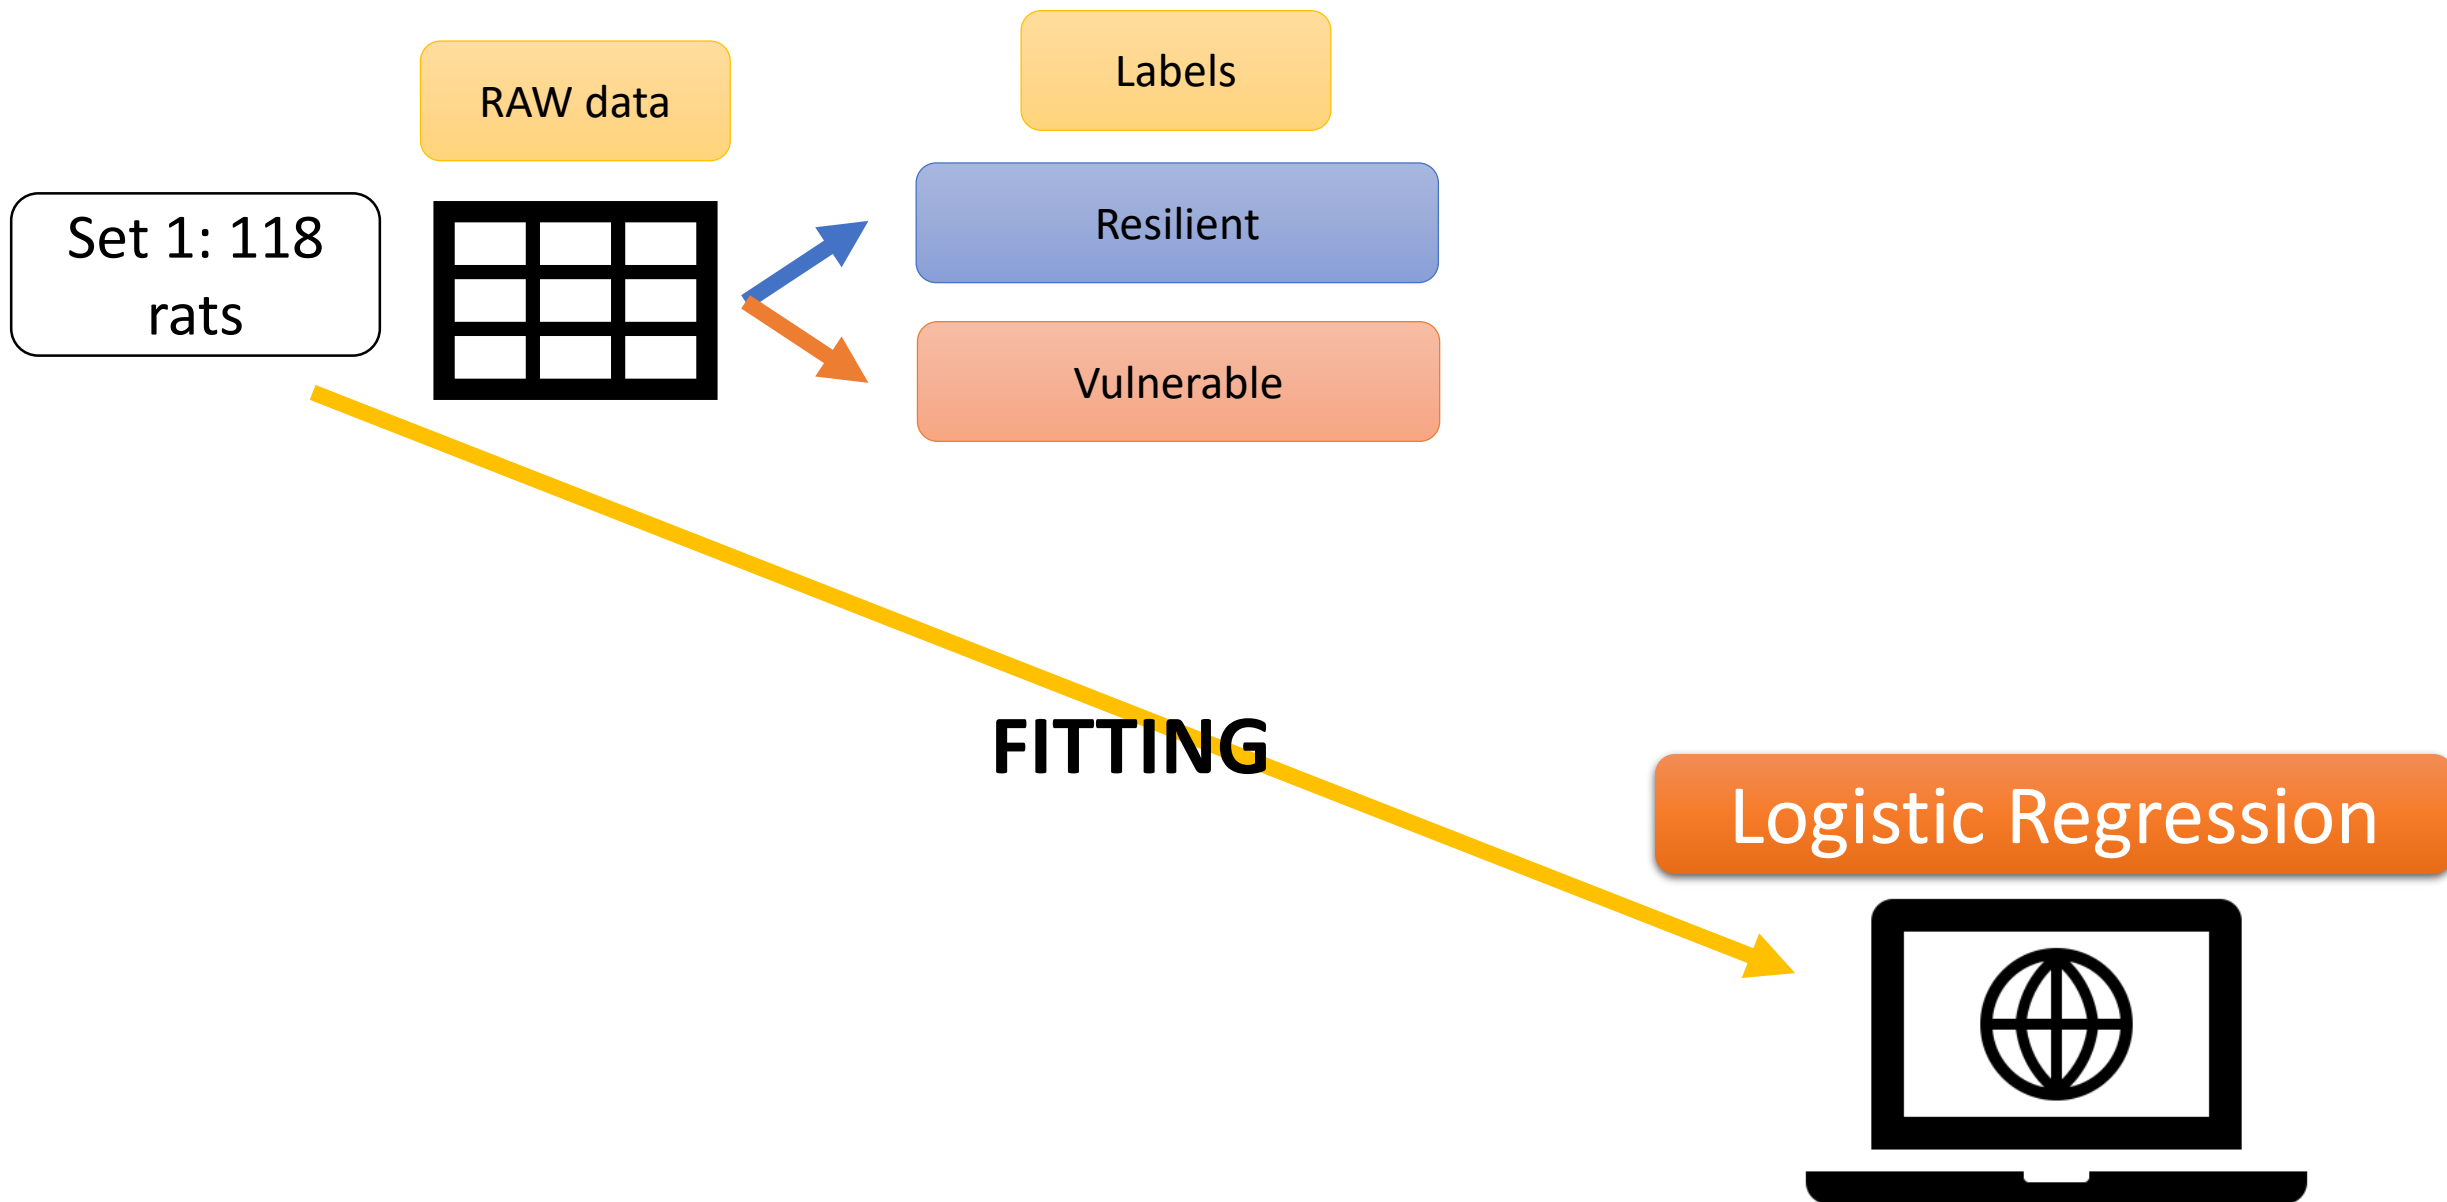 RAW data
Labels
Set 1: 118
rats
Resilient
Vulnerable
FITTING
Logistic Regression